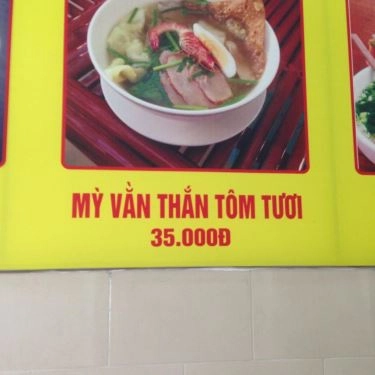 MỲ VẰN THẮN TÔM TƯƠI
35.000Đ